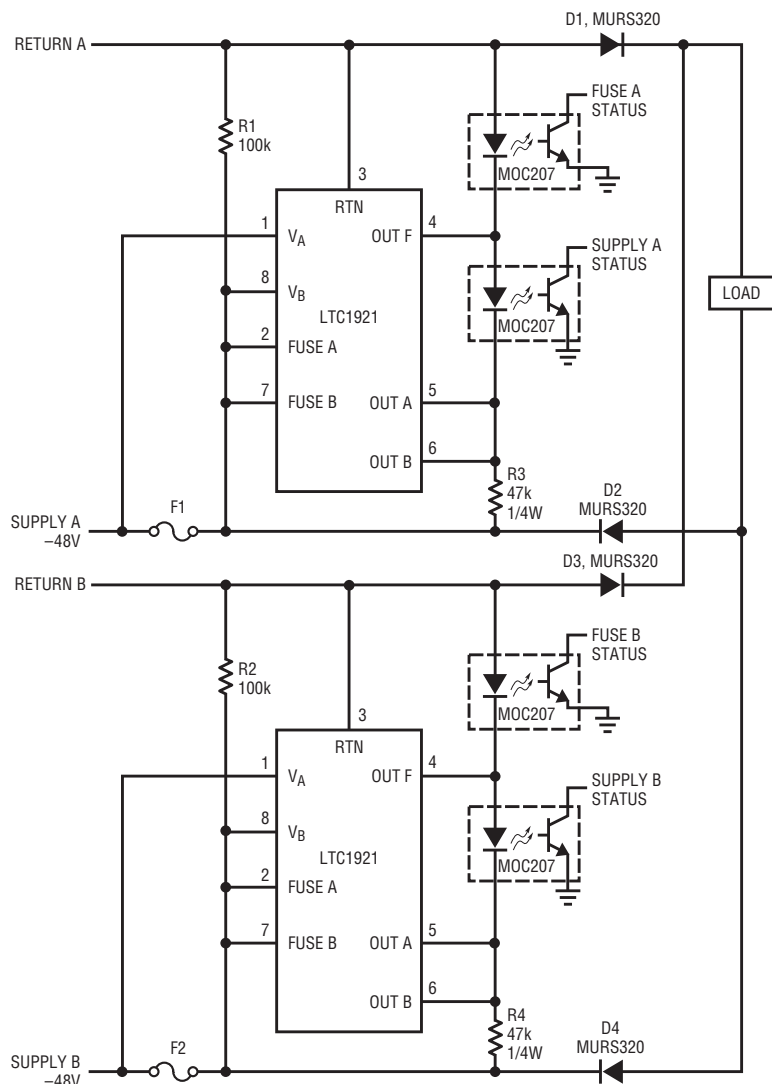 D1, MURS320
RETURN A
FUSE A
STATUS
R1
100k
MOC207
3
RTN
1
VA
OUT F
4
SUPPLY A
STATUS
8
VB
MOC207
LOAD
LTC1921
2
FUSE A
7
FUSE B
OUT A
5
OUT B
6
R3
47k
1/4W
F1
D2
MURS320
SUPPLY A
–48V
D3, MURS320
RETURN B
FUSE B
STATUS
R2
100k
MOC207
3
RTN
1
VA
OUT F
4
SUPPLY B
STATUS
8
VB
MOC207
LTC1921
2
FUSE A
7
FUSE B
OUT A
5
OUT B
6
R4
47k
1/4W
F2
D4
MURS320
SUPPLY B
–48V